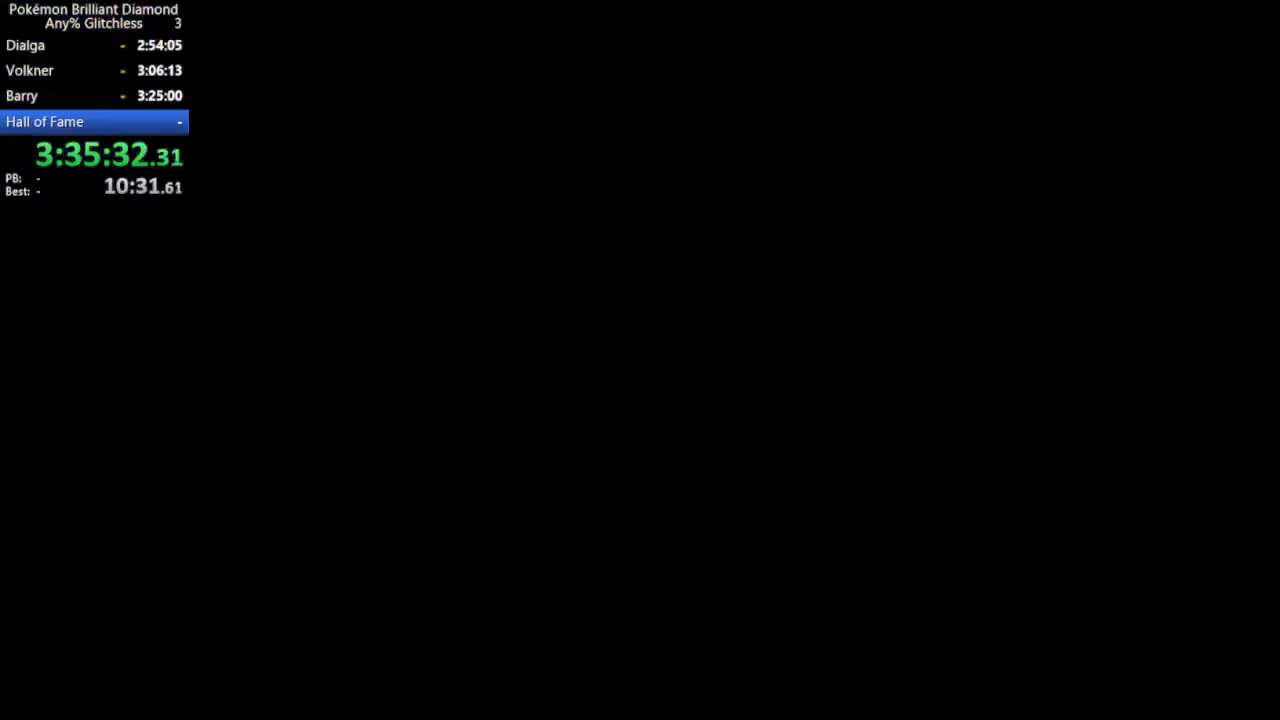 Pokémon Brilliant Diamond
Any% Glitchless 3
Dialga - 2:54:05
Volkner - 3:06:13
Barry - 3:25:00
Hall of Fame -
3:35:32.31
PB: -
Best: -
10:31.61